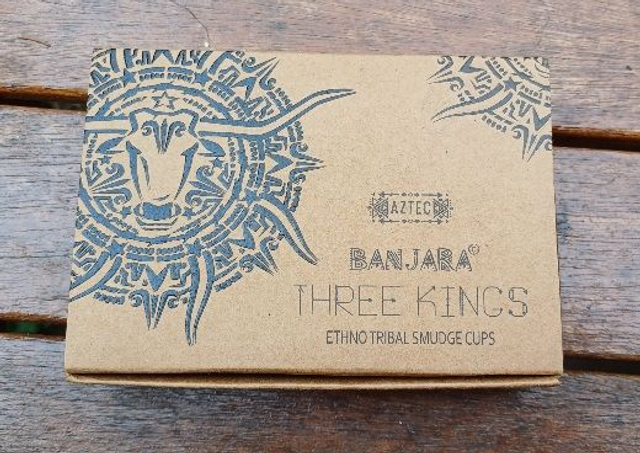 AZTEC
BANJARA®
THREE KINGS
ETHNO TRIBAL SMUDGE CUPS